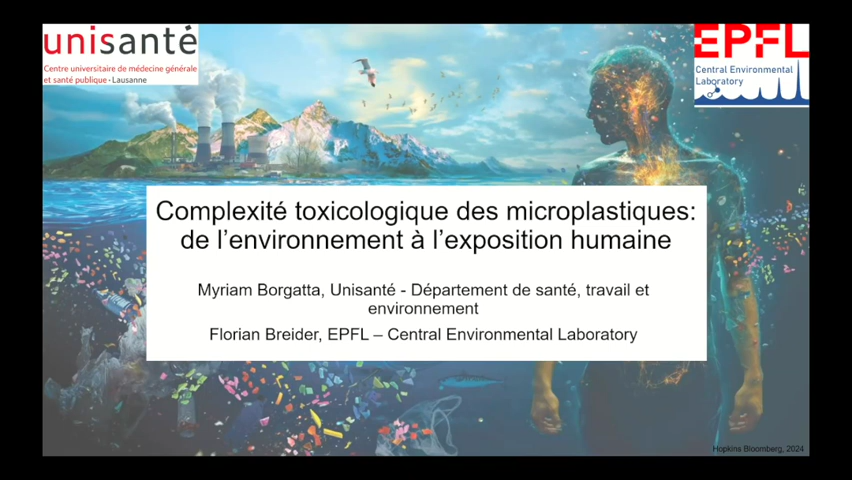 unisanté
Centre universitaire de médecine générale
et santé publique • Lausanne
EPFL
Central Environmental
Laboratory
Complexité toxicologique des microplastiques:
de l’environnement à l’exposition humaine
Myriam Borgatta, Unisanté - Département de santé, travail et
environnement
Florian Breider, EPFL – Central Environmental Laboratory
Hopkins Bloomberg, 2024